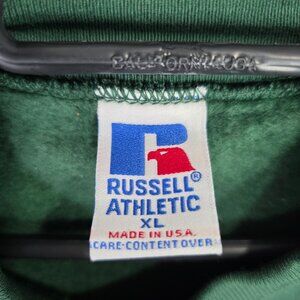 RUSSELL®
ATHLETIC
XL
MADE IN U.S.A.
CARE-CONTENT OVER